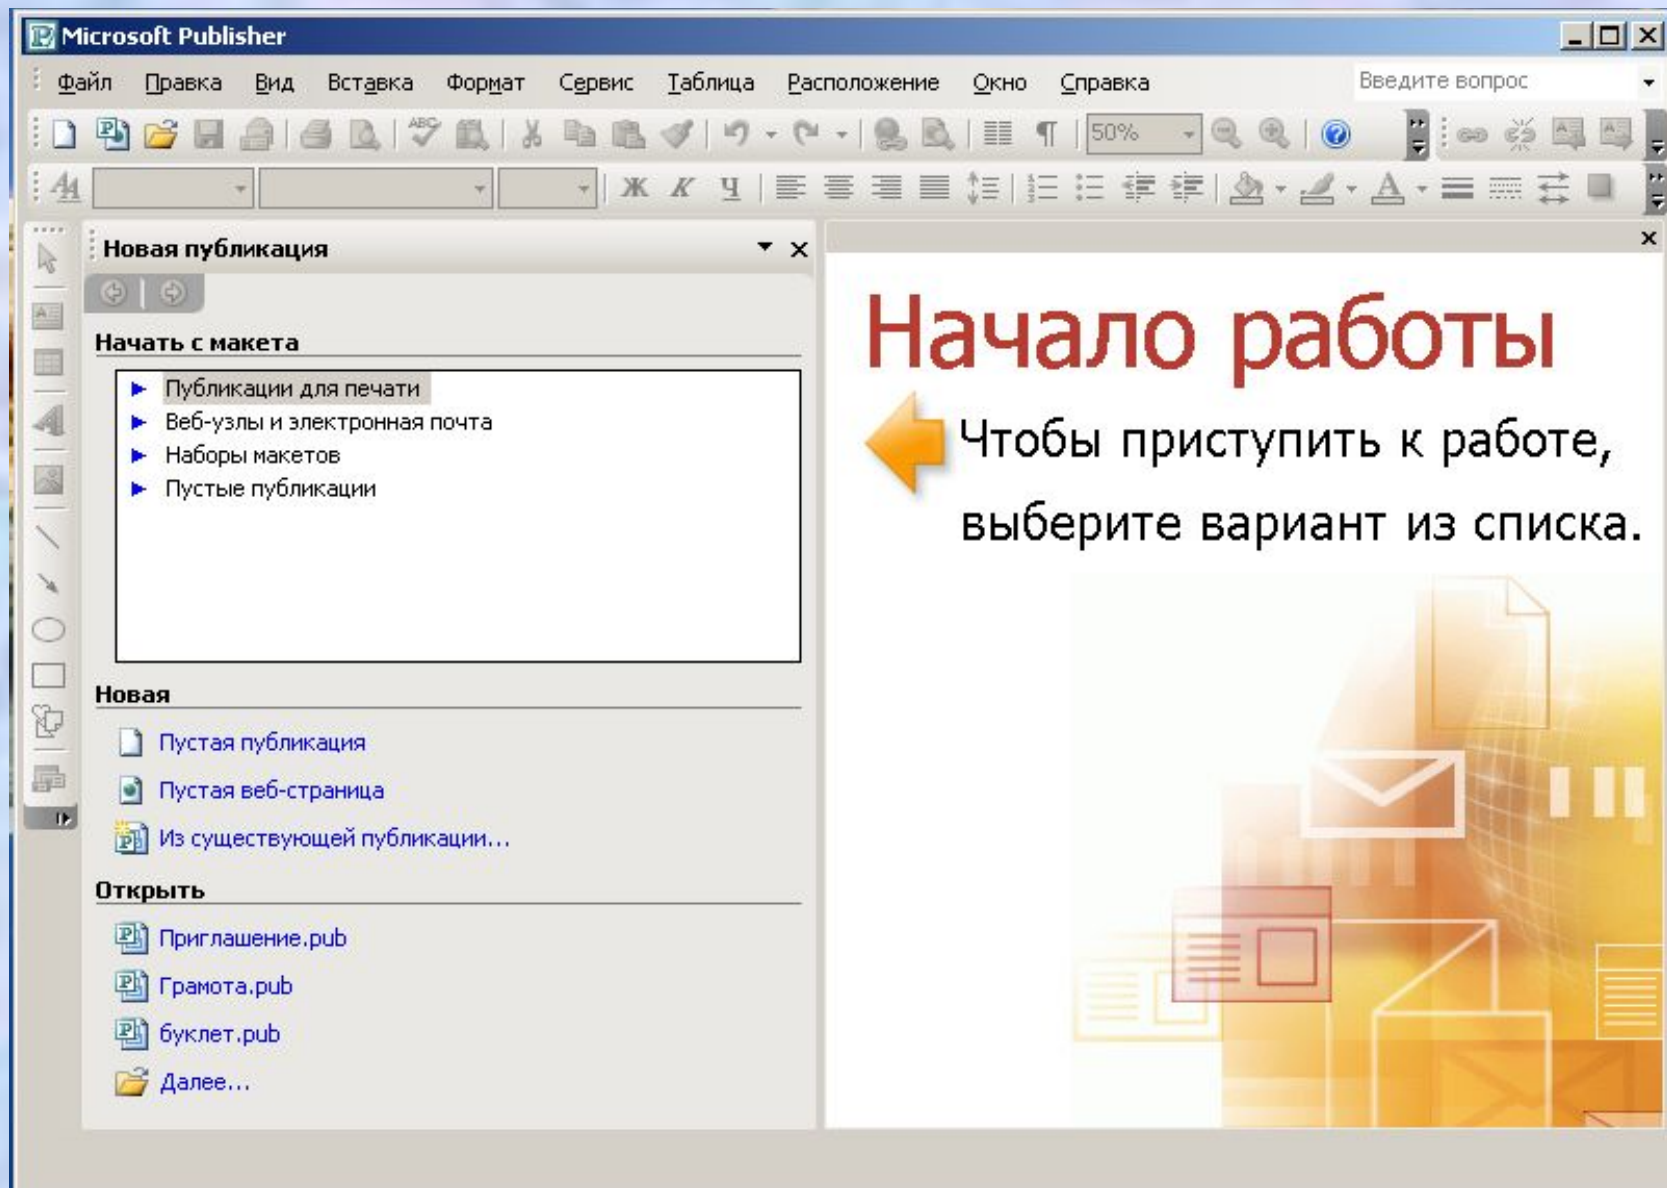 Microsoft Publisher
Файл Правка Вид Вставка Формат Сервис Таблица Расположение Окно Справка Введите вопрос
50%
Ж К Ч
Новая публикация
Начать с макета
Публикации для печати
Веб-узлы и электронная почта
Наборы макетов
Пустые публикации
Новая
Пустая публикация
Пустая веб-страница
Из существующей публикации...
Открыть
Приглашение.pub
Грамота.pub
буклет.pub
Далее...
Начало работы
Чтобы приступить к работе,
выберите вариант из списка.